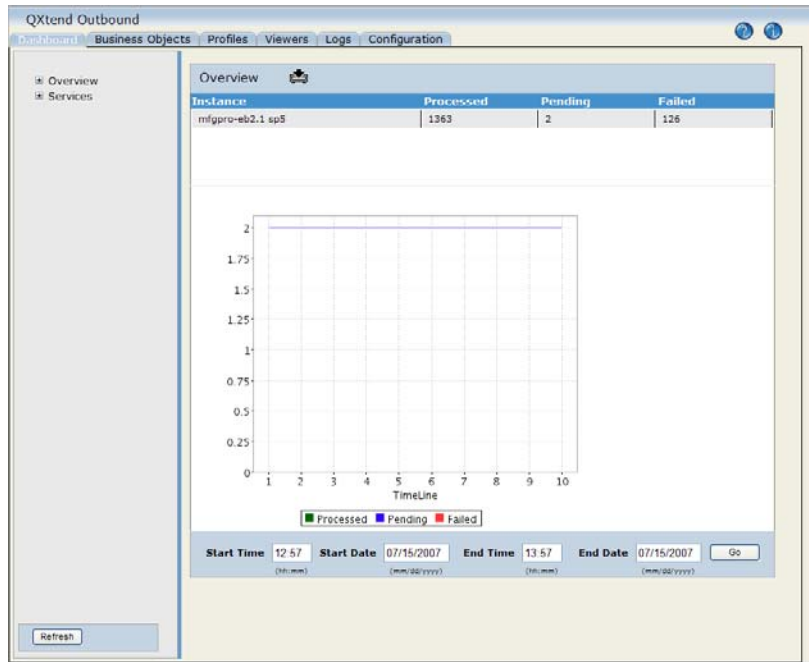 QXtend Outbound
Dashboard Business Objects Profiles Viewers Logs Configuration
Overview
Services
Overview
Instance Processed Pending Failed
mfgpro-eb2.1 sp5 1363 2 126
2
1.75
1.5
1.25
1
0.75
0.5
0.25
0
1 2 3 4 5 6 7 8 9 10
TimeLine
Processed Pending Failed
Start Time 12:57 Start Date 07/15/2007 End Time 13:57 End Date 07/15/2007 Go
(hh:mm) (mm/dd/yyyy) (hh:mm) (mm/dd/yyyy)
Refresh